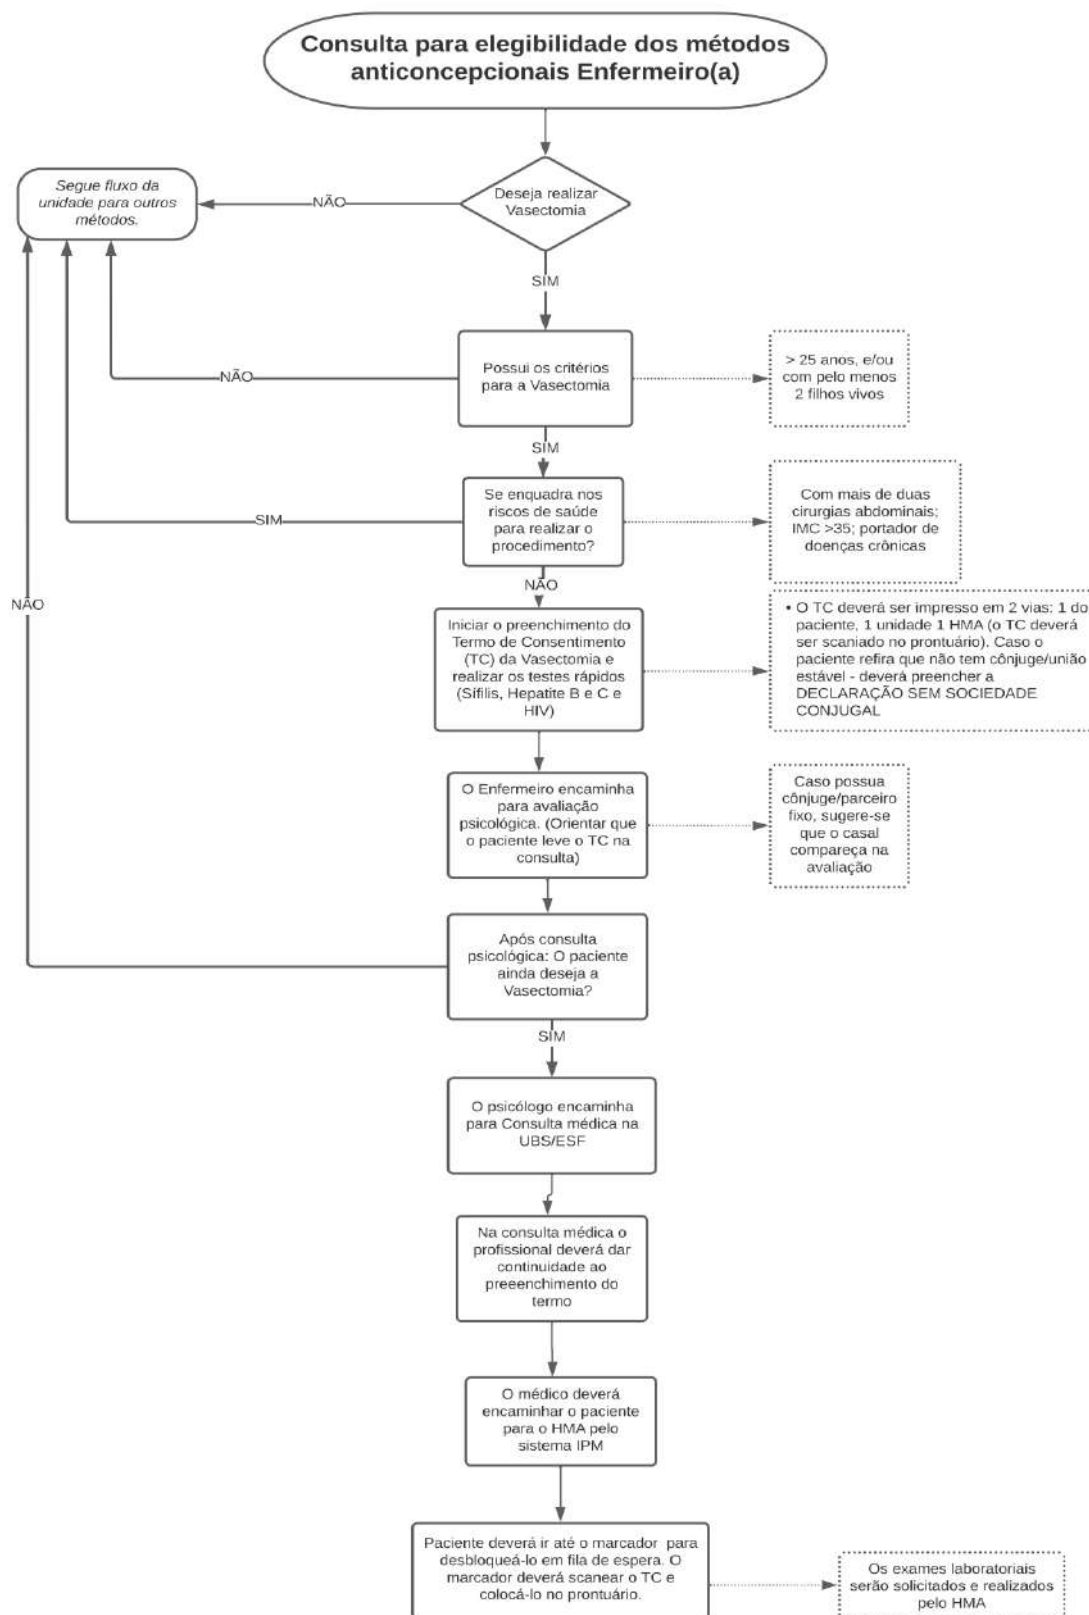 Consulta para elegibilidade dos métodos
anticoncepcionais Enfermeiro(a)
Segue fluxo da
unidade para outros
métodos.
NÃO
Deseja realizar
Vasectomia
SIM
NÃO
Possui os critérios
para a Vasectomia
> 25 anos, e/ou
com pelo menos
2 filhos vivos
SIM
SIM
Se enquadra nos
riscos de saúde
para realizar o
procedimento?
Com mais de duas
cirurgias abdominais;
IMC >35; portador de
doenças crônicas
NÃO
NÃO
Iniciar o preenchimento do
Termo de Consentimento
(TC) da Vasectomia e
realizar os testes rápidos
(Sífilis, Hepatite B e C e
HIV)
• O TC deverá ser impresso em 2 vias: 1 do
paciente, 1 unidade 1 HMA (o TC deverá
ser scaniado no prontuário). Caso o
paciente refira que não tem cônjuge/união
estável - deverá preencher a
DECLARAÇÃO SEM SOCIEDADE
CONJUGAL
O Enfermeiro encaminha
para avaliação
psicológica. (Orientar que
o paciente leve o TC na
consulta)
Caso possua
cônjuge/parceiro
fixo, sugere-se
que o casal
compareça na
avaliação
Após consulta
psicológica: O paciente
ainda deseja a
Vasectomia?
SIM
O psicólogo encaminha
para Consulta médica na
UBS/ESF
Na consulta médica o
profissional deverá dar
continuidade ao
preeenchimento do
termo
O médico deverá
encaminhar o paciente
para o HMA pelo
sistema IPM
Paciente deverá ir até o marcador para
desbloqueá-lo em fila de espera. O
marcador deverá scanear o TC e
colocá-lo no prontuário.
Os exames laboratoriais
serão solicitados e realizados
pelo HMA